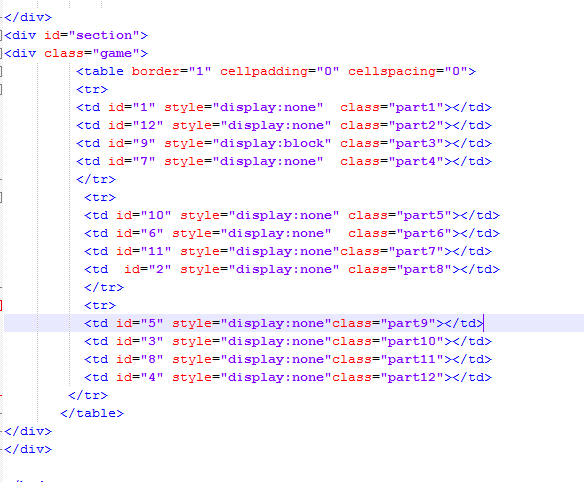 </div>
<div id="section">
<div class="game">
<table border="1" cellpadding="0" cellspacing="0">
<tr>
<td id="1" style="display:none"  class="part1"></td>
<td id="12" style="display:none" class="part2"></td>
<td id="9" style="display:block" class="part3"></td>
<td id="7" style="display:none"  class="part4"></td>
</tr>
<tr>
<td id="10" style="display:none" class="part5"></td>
<td id="6" style="display:none"  class="part6"></td>
<td id="11" style="display:none"class="part7"></td>
<td  id="2" style="display:none" class="part8"></td>
</tr>
<tr>
<td id="5" style="display:none"class="part9"></td>
<td id="3" style="display:none"class="part10"></td>
<td id="8" style="display:none"class="part11"></td>
<td id="4" style="display:none"class="part12"></td>
</tr>
</table>
</div>
</div>